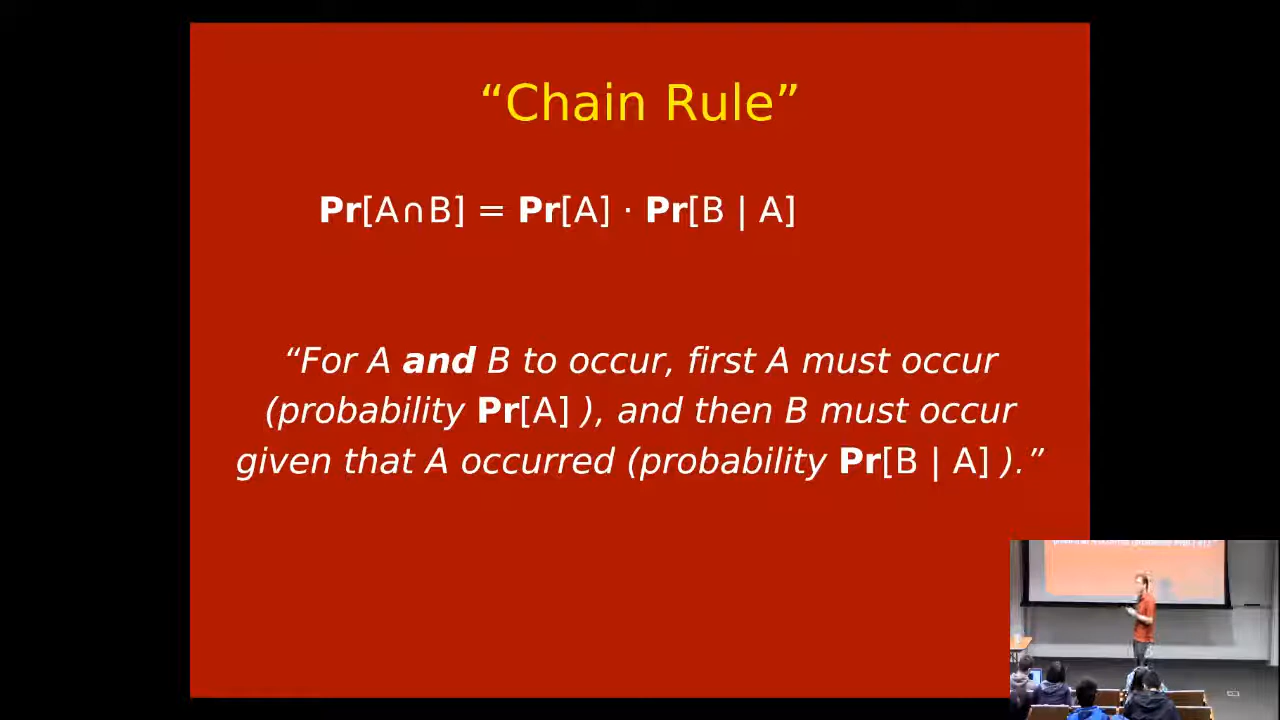 “Chain Rule”
Pr[A∩B] = Pr[A] · Pr[B | A]
“For A and B to occur, first A must occur
(probability Pr[A] ), and then B must occur
given that A occurred (probability Pr[B | A] ).”